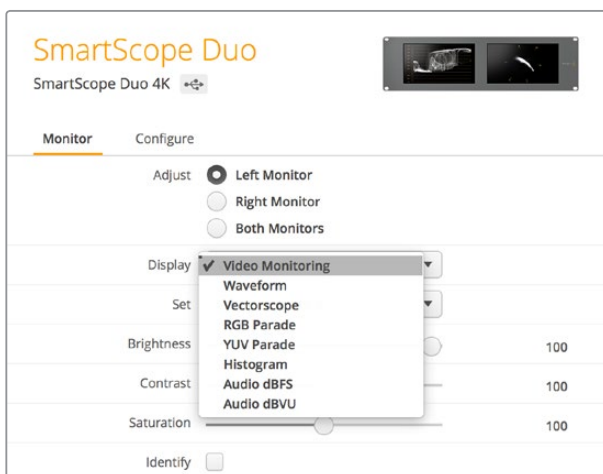 SmartScope Duo
SmartScope Duo 4K
Monitor Configure
Adjust Left Monitor
Right Monitor
Both Monitors
Display ✓ Video Monitoring
Waveform
Set Vectorscope
RGB Parade
Brightness YUV Parade 100
Histogram
Contrast Audio dBFS 100
Audio dBVU
Saturation 100
Identify